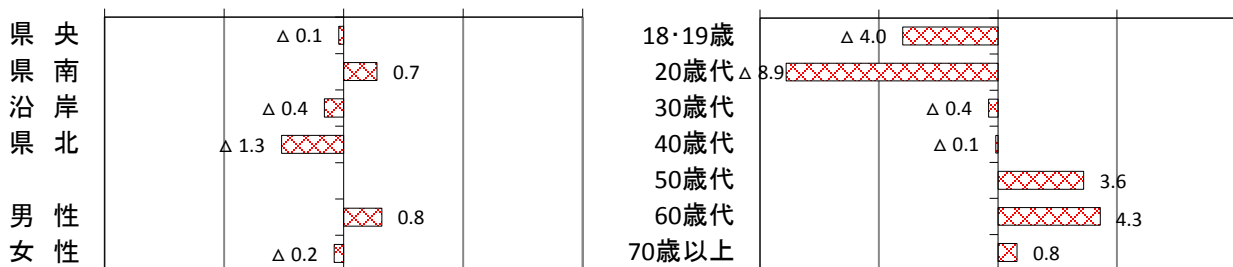 県 央 △ 0.1
県 南 0.7
沿 岸 △ 0.4
県 北 △ 1.3
男 性 0.8
女 性 △ 0.2
18･19歳 △ 4.0
20歳代 △ 8.9
30歳代 △ 0.4
40歳代 △ 0.1
50歳代 3.6
60歳代 4.3
70歳以上 0.8